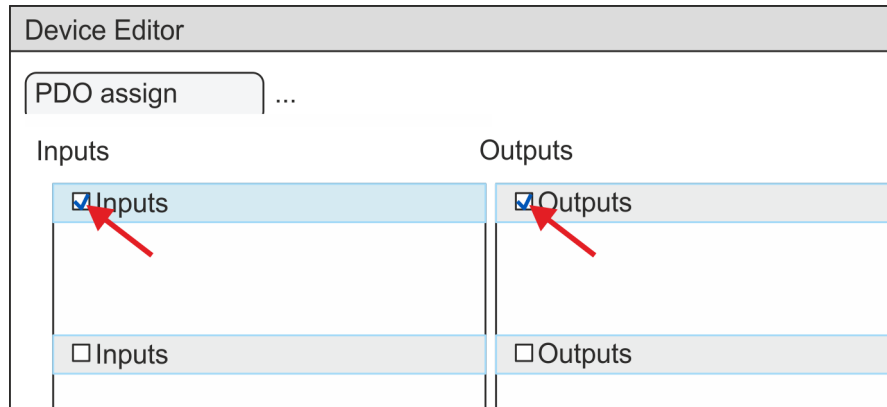 Device Editor
PDO assign ...
Inputs Outputs
Inputs Outputs
Inputs Outputs